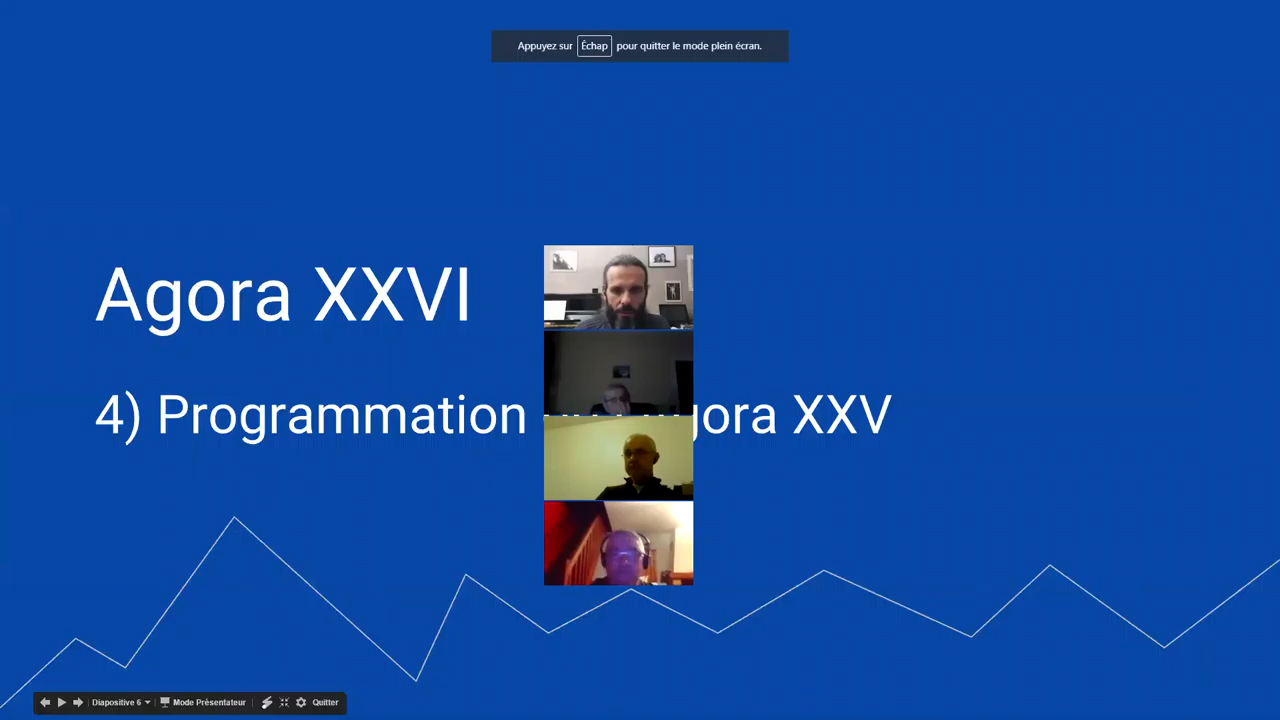 Appuyez sur Échap pour quitter le mode plein écran.
Agora XXVI
4) Programmation gora XXV
Diapositive 6 Mode Présentateur Quitter